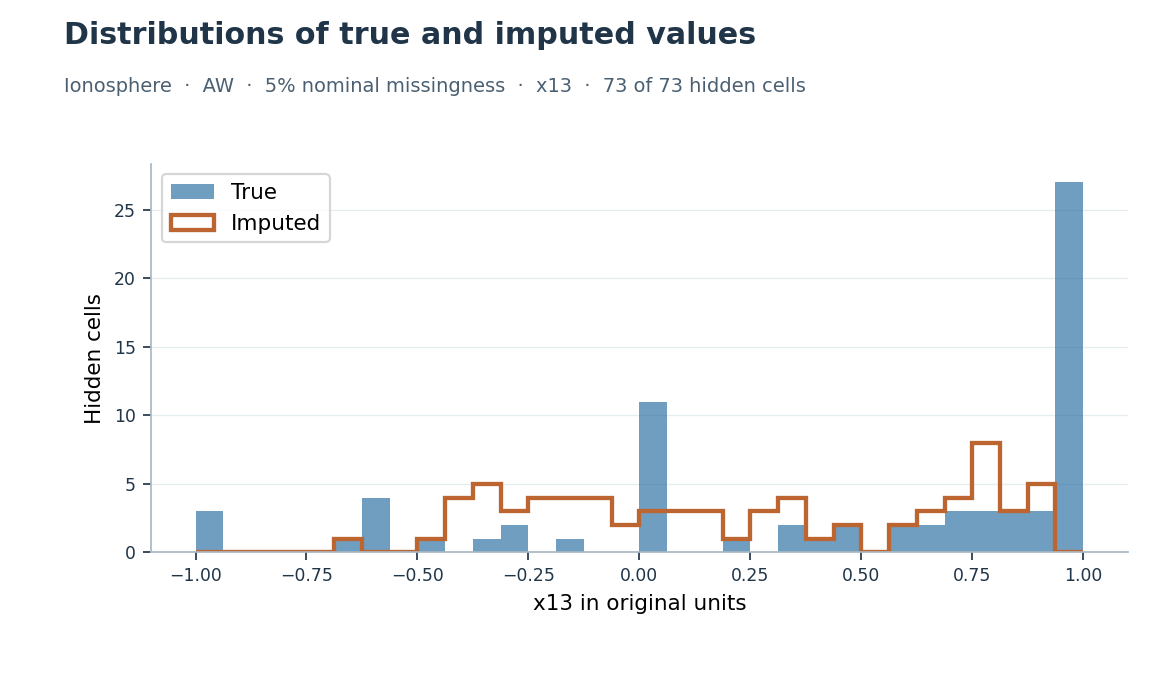 Distributions of true and imputed values
Ionosphere · AW · 5% nominal missingness · x13 · 73 of 73 hidden cells
True
Imputed
Hidden cells
25
20
15
10
5
0
−1.00 −0.75 −0.50 −0.25 0.00 0.25 0.50 0.75 1.00
x13 in original units